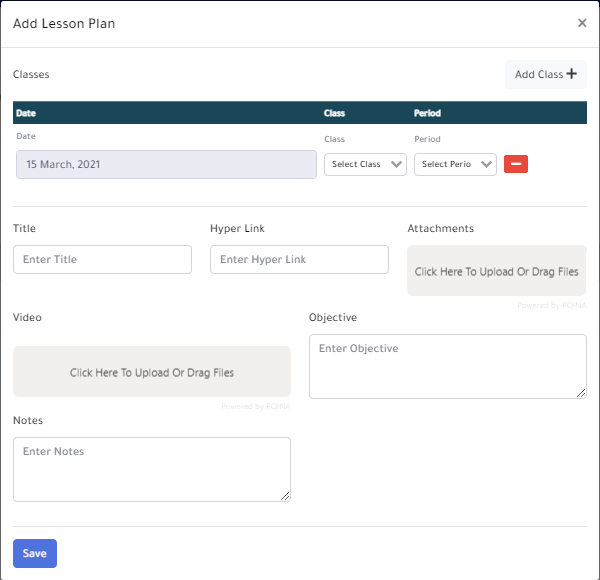 Add Lesson Plan ×
Classes Add Class +
Date Class Period
Date Class Period
15 March, 2021 Select Class Select Perio
Title Hyper Link Attachments
Enter Title Enter Hyper Link Click Here To Upload Or Drag Files
Powered by PQINA
Video Objective
Enter Objective
Click Here To Upload Or Drag Files
Powered by PQINA
Notes
Enter Notes
Save